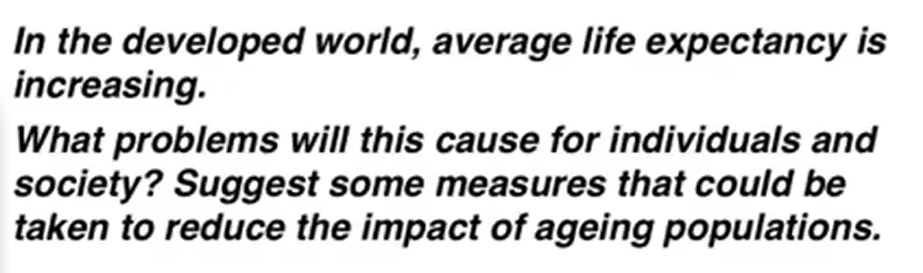 In the developed world, average life expectancy is
increasing.
What problems will this cause for individuals and
society? Suggest some measures that could be
taken to reduce the impact of ageing populations.